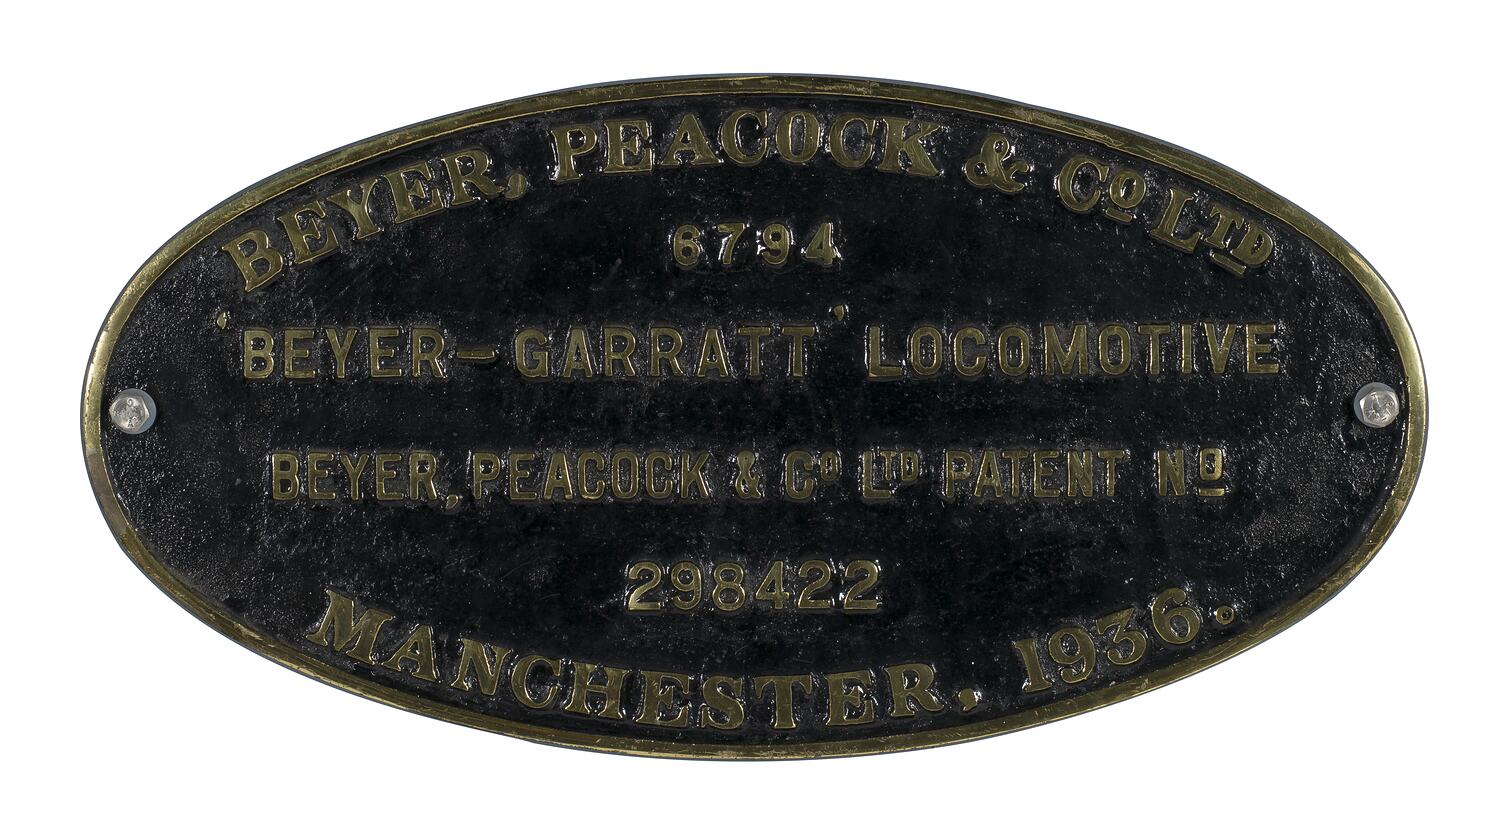 BEYER, PEACOCK & Co LTD
6794
'BEYER-GARRATT' LOCOMOTIVE
BEYER, PEACOCK & Co LTD PATENT No
298422
MANCHESTER, 1936.